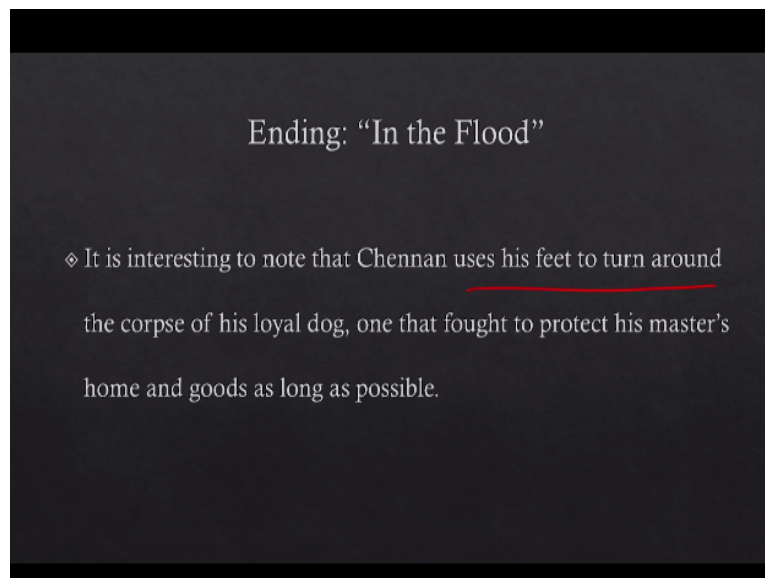 Ending: “In the Flood”
It is interesting to note that Chennan uses his feet to turn around
the corpse of his loyal dog, one that fought to protect his master’s
home and goods as long as possible.